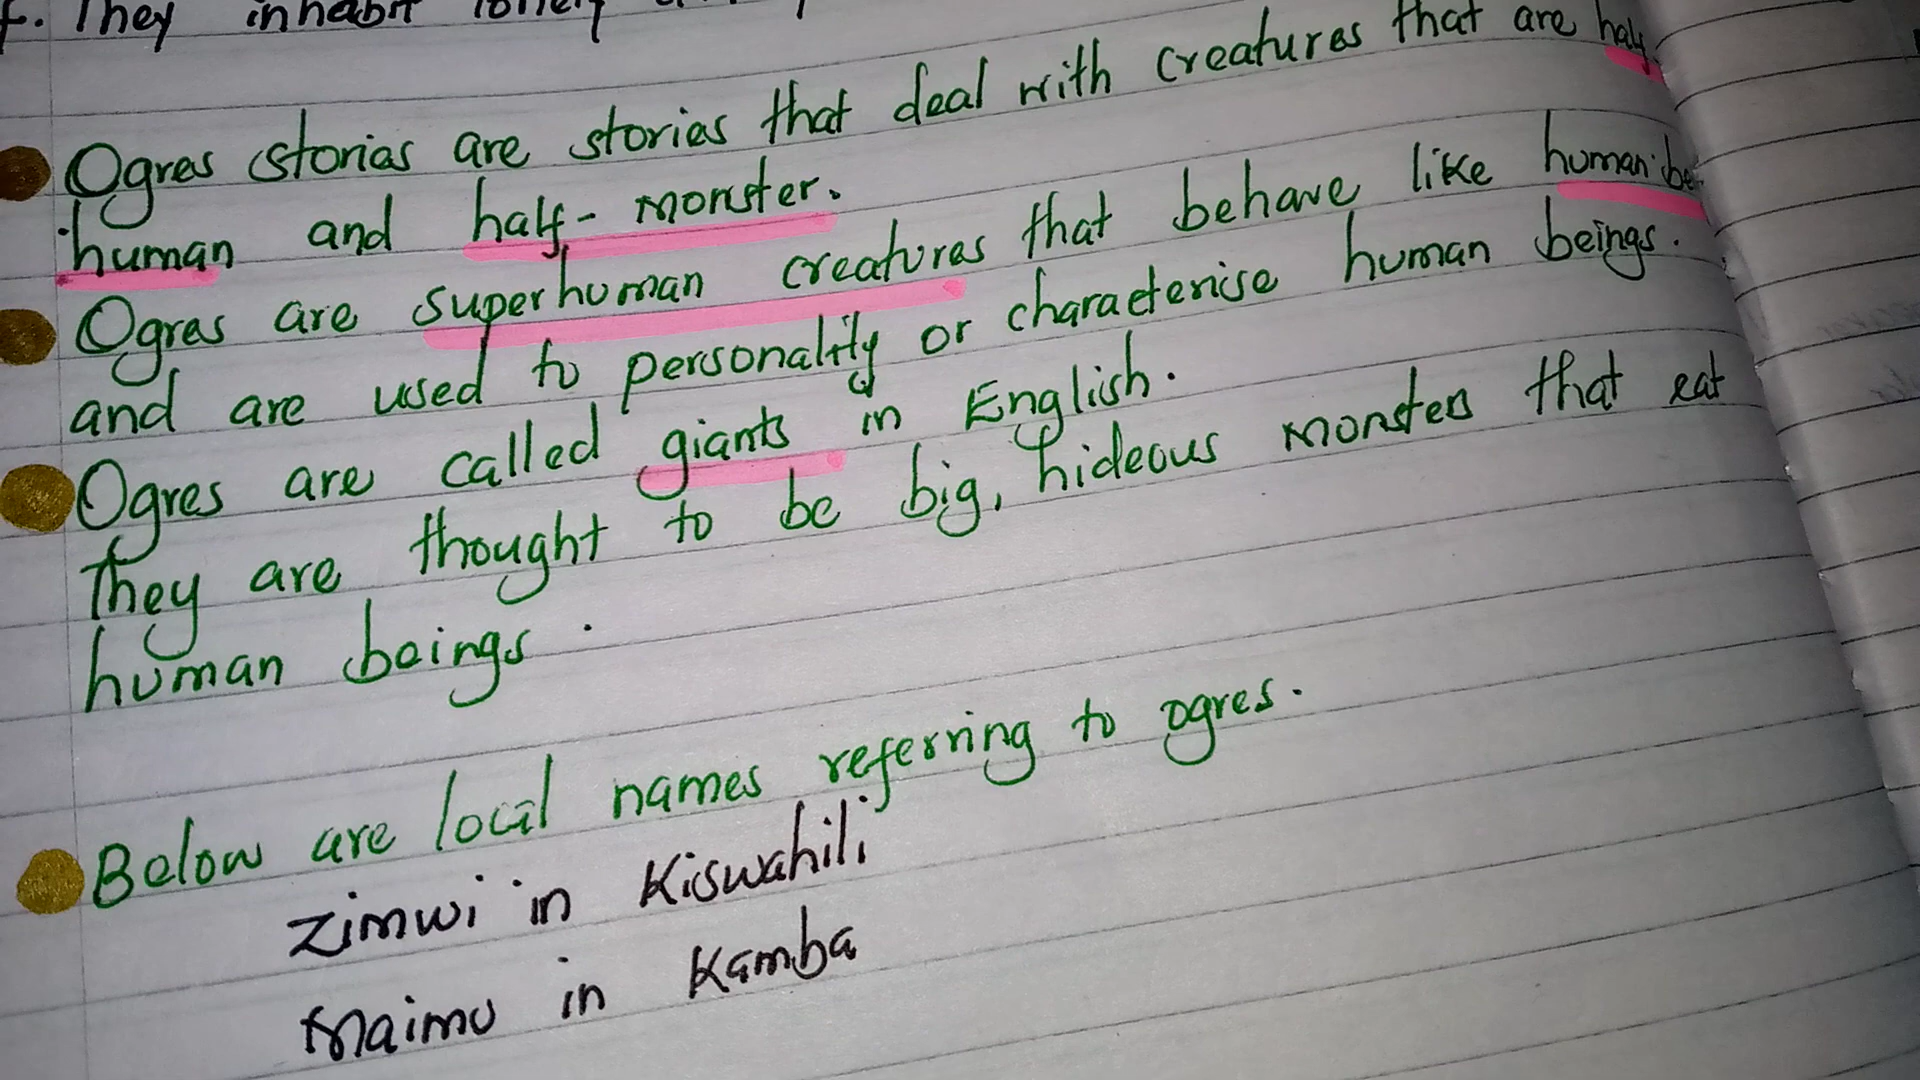 f. They inhabit lonely
Ogres stories are stories that deal with creatures that are half
human and half-monster.
Ogres are superhuman creatures that behave like human be
and are used to personality or characterise human beings.
Ogres are called giants in English.
They are thought to be big, hideous monsters that eat
human beings.
Below are local names referring to ogres.
Zimwi in Kiswahili
Maimu in Kamba